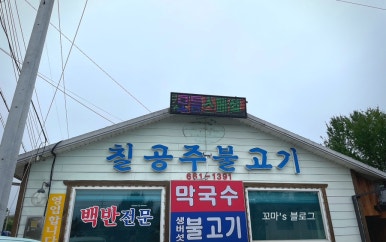 칠공주불고기
681-1391
백반전문
막국수
생버섯
불고기
꼬마's 블로그